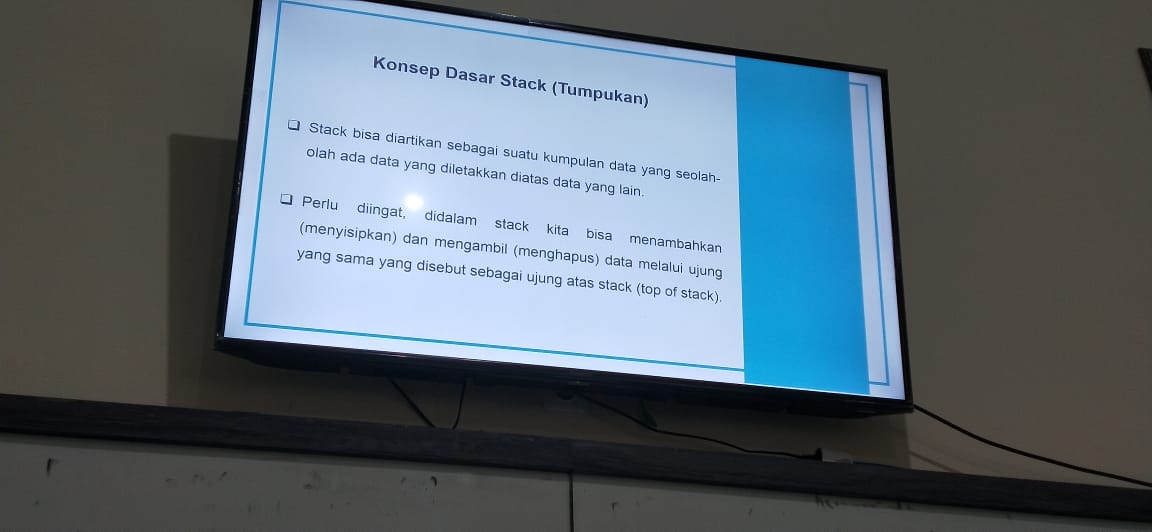 Konsep Dasar Stack (Tumpukan)
❑ Stack bisa diartikan sebagai suatu kumpulan data yang seolah-
olah ada data yang diletakkan diatas data yang lain.
❑ Perlu diingat, didalam stack kita bisa menambahkan
(menyisipkan) dan mengambil (menghapus) data melalui ujung
yang sama yang disebut sebagai ujung atas stack (top of stack).